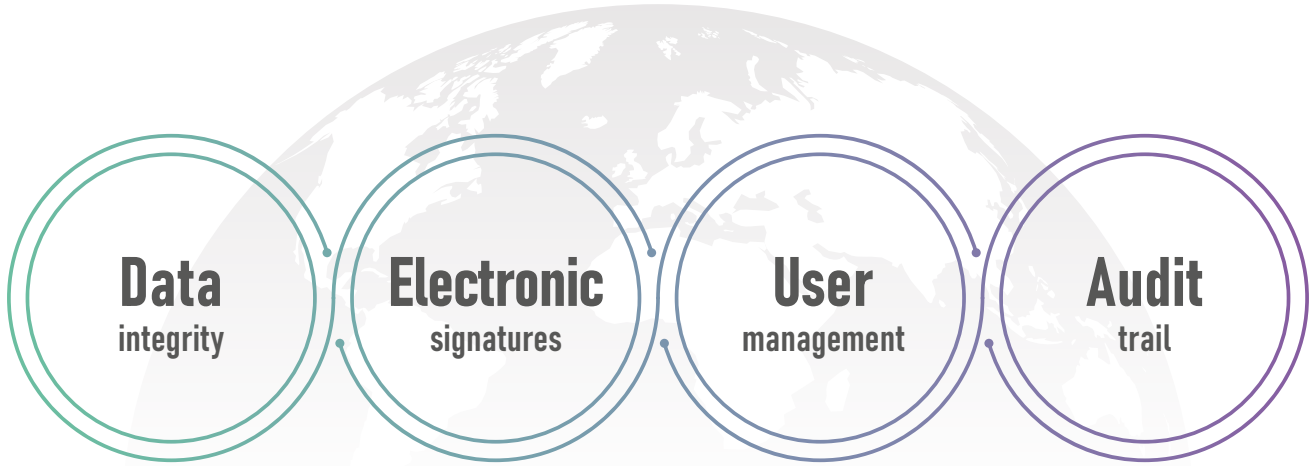 Data
integrity
Electronic
signatures
User
management
Audit
trail